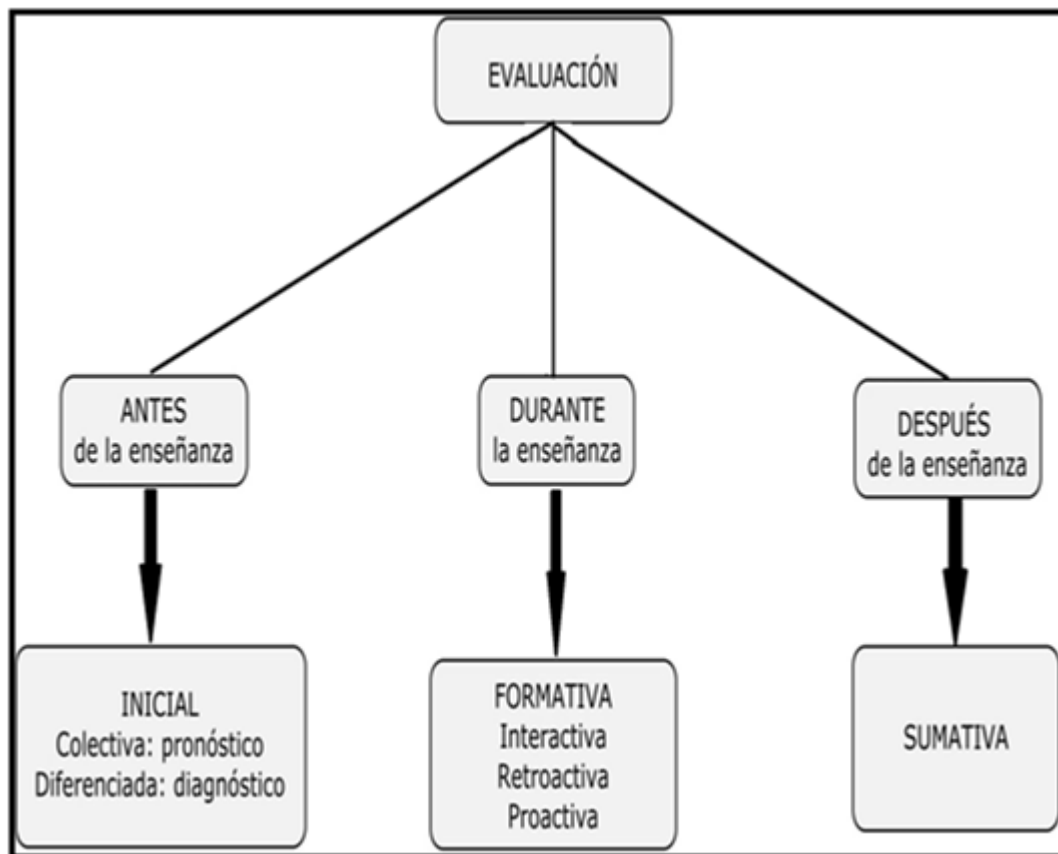 EVALUACIÓN
ANTES
de la enseñanza
DURANTE
la enseñanza
DESPUÉS
de la enseñanza
INICIAL
Colectiva: pronóstico
Diferenciada: diagnóstico
FORMATIVA
Interactiva
Retroactiva
Proactiva
SUMATIVA